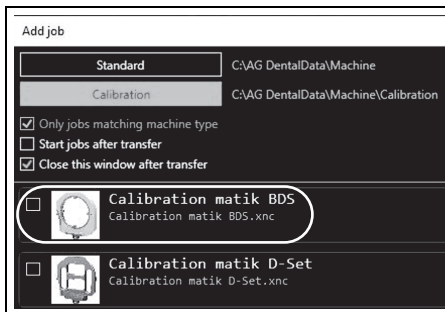 Add job
Standard C:\AG DentalData\Machine
Calibration C:\AG DentalData\Machine\Calibration
Only jobs matching machine type
Start jobs after transfer
Close this window after transfer
Calibration matik BDS
Calibration matik BDS.xnc
Calibration matik D-Set
Calibration matik D-Set.xnc